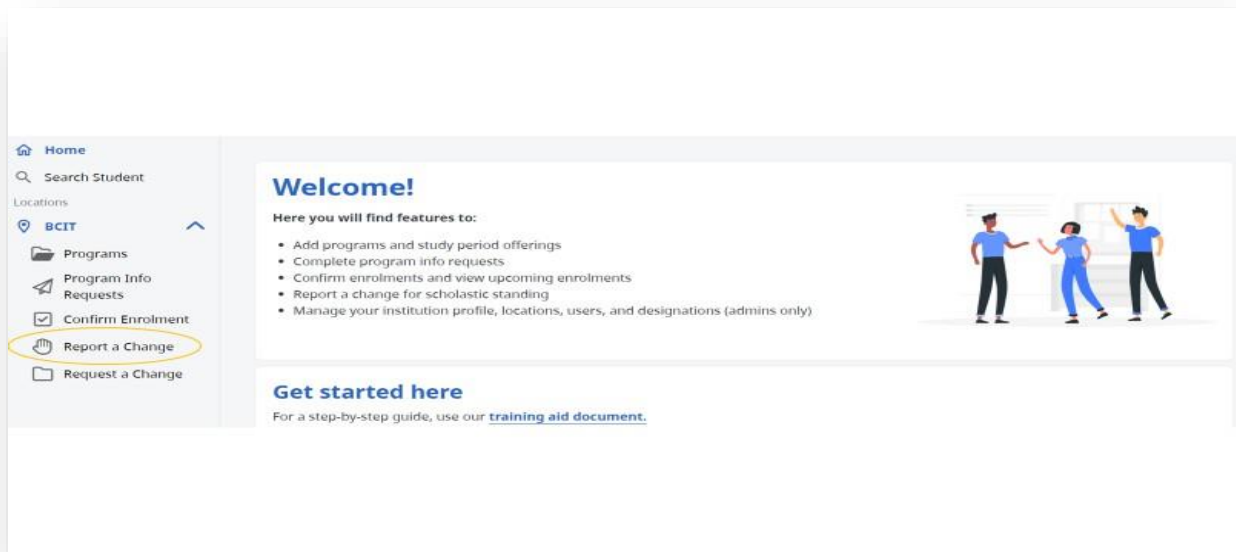 Home
Search Student
Locations
BCIT
Programs
Program Info
Requests
Confirm Enrolment
Report a Change
Request a Change
Welcome!
Here you will find features to:
• Add programs and study period offerings
• Complete program info requests
• Confirm enrolments and view upcoming enrolments
• Report a change for scholastic standing
• Manage your institution profile, locations, users, and designations (admins only)
Get started here
For a step-by-step guide, use our training aid document.